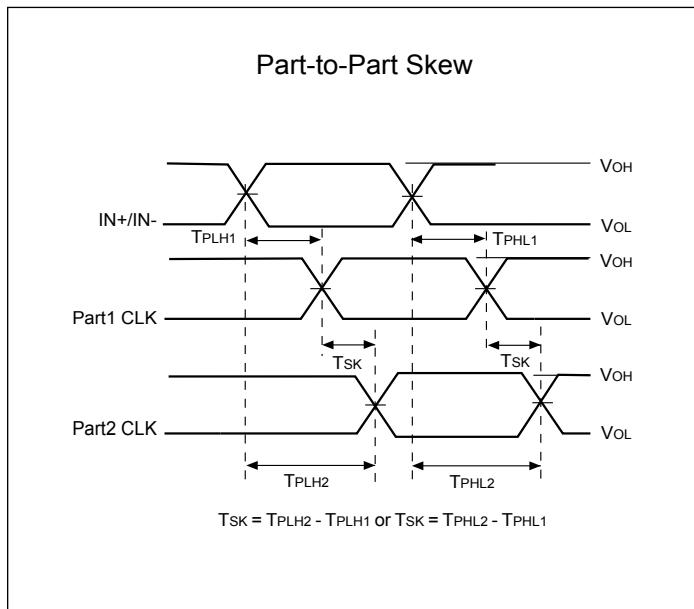 Part-to-Part Skew
VOH
IN+/IN-
VOL
TPLH1
TPHL1
VOH
Part1 CLK
VOL
TSK
TSK
VOH
Part2 CLK
VOL
TPLH2
TPHL2
TSK = TPLH2 - TPLH1 or TSK = TPHL2 - TPHL1